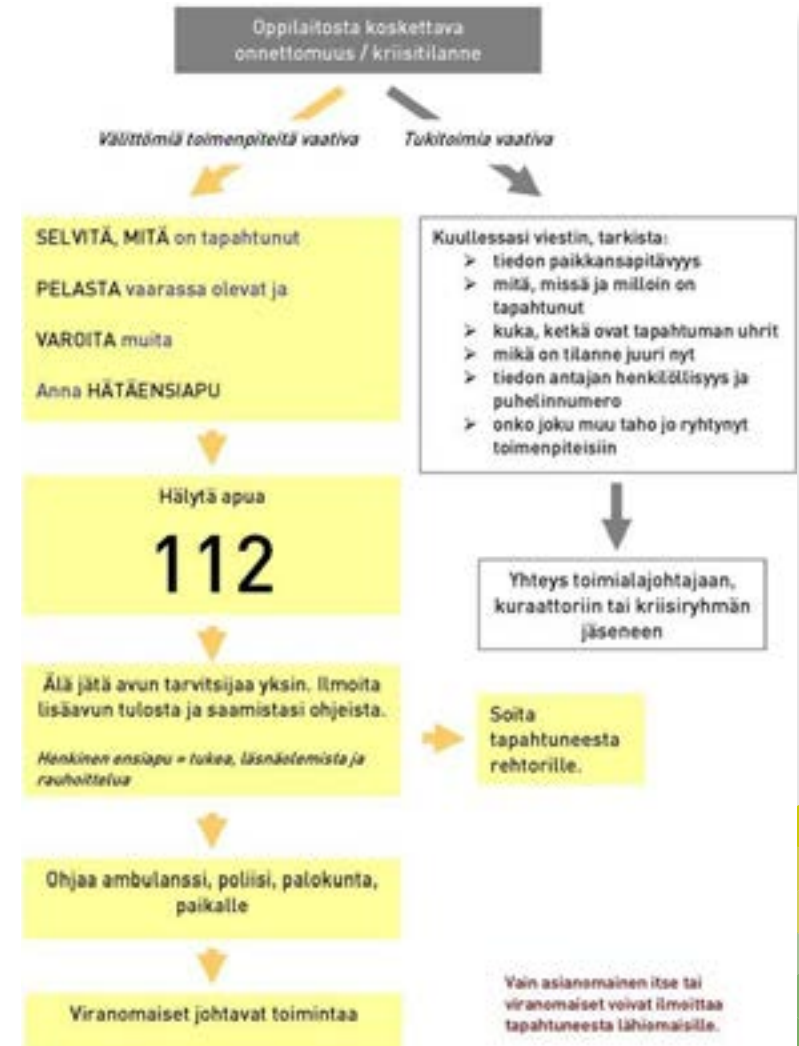 Oppilaitosta koskettava
onnettomuus / kriisitilanne
Välittömiä toimenpiteitä vaativa
Tukitoimia vaativa
SELVITÄ, MITÄ on tapahtunut
PELASTA vaarassa olevat ja
VAROITA muita
Anna HÄTÄENSIAPU
Kuullessasi viestin, tarkista:
➢ tiedon paikkansapitävyys
➢ mitä, missä ja milloin on
tapahtunut
➢ kuka, ketkä ovat tapahtuman uhrit
➢ mikä on tilanne juuri nyt
➢ tiedon antajan henkilöllisyys ja
puhelinnumero
➢ onko joku muu taho jo ryhtynyt
toimenpiteisiin
Hälytä apua
112
Yhteys toimialajohtajaan,
kuraattoriin tai kriisiryhmän
jäseneen
Älä jätä avun tarvitsijaa yksin. Ilmoita
lisäavun tulosta ja saamistasi ohjeista.
Henkinen ensiapu = tukea, läsnäolemista ja
rauhoittelua
Soita
tapahtuneesta
rehtorille.
Ohjaa ambulanssi, poliisi, palokunta,
paikalle
Viranomaiset johtavat toimintaa
Vain asianomainen itse tai
viranomaiset voivat ilmoittaa
tapahtuneesta lähiomaisille.